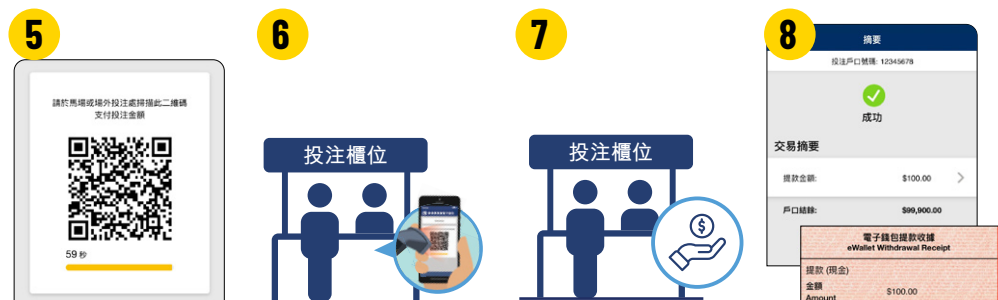 5
請於馬場或場外投注處掃描此二維碼
支付投注金額
59 秒
6
投注櫃位
7
投注櫃位
8
摘要
投注戶口號碼: 12345678
成功
交易摘要
提款金額: $100.00
戶口結餘: $99,900.00
電子錢包提款收據
eWallet Withdrawal Receipt
提款 (現金)
金額
Amount $100.00